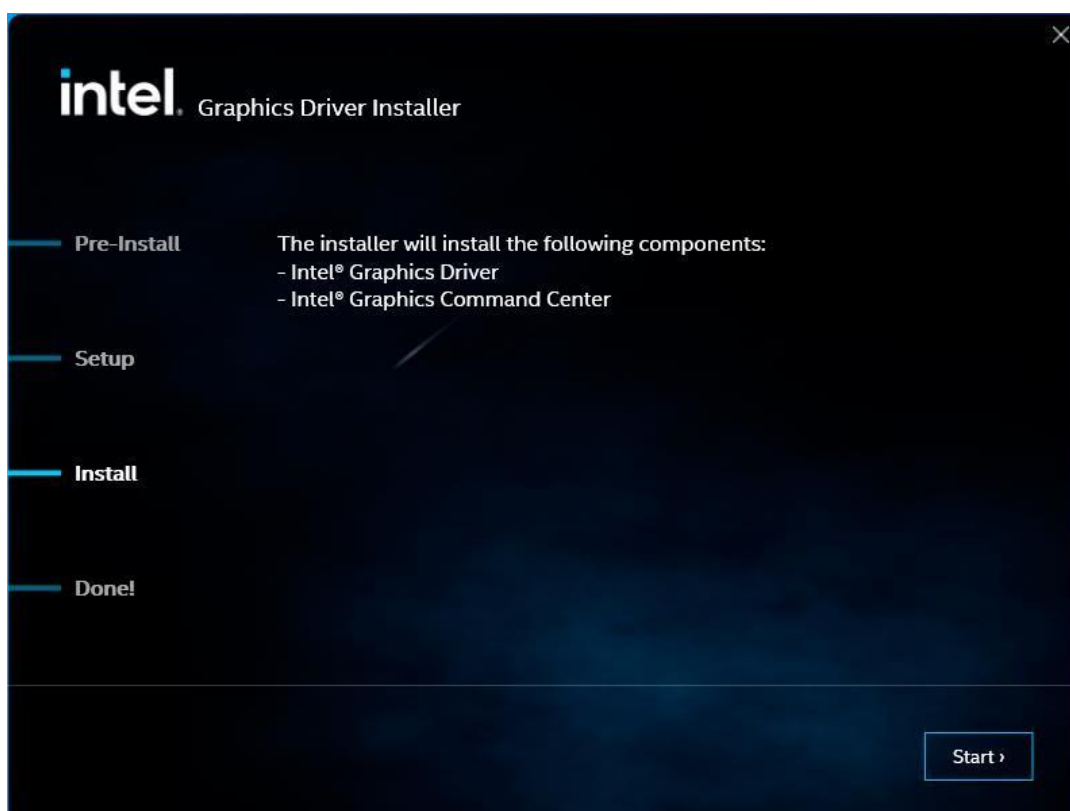 intel. Graphics Driver Installer
Pre-Install
The installer will install the following components:
- Intel® Graphics Driver
- Intel® Graphics Command Center
Setup
Install
Done!
Start ›